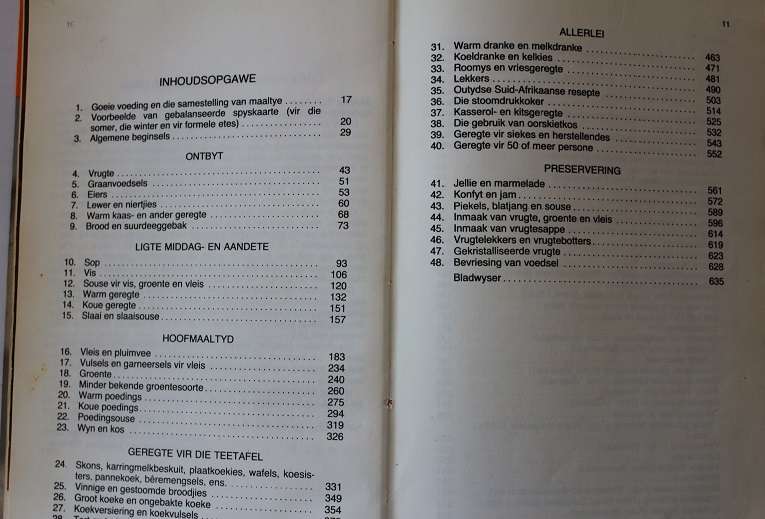 INHOUDSOPGAWE
1. Goeie voeding en die samestelling van maaltye ........ 17
2. Voorbeelde van gebalanseerde spyskaarte (vir die
somer, die winter en vir formele etes) ........ 20
3. Algemene beginsels ........ 29
ONTBYT
4. Vrugte ........ 43
5. Graanvoedsels ........ 51
6. Eiers ........ 53
7. Lewer en niertjies ........ 60
8. Warm kaas- en ander geregte ........ 68
9. Brood en suurdeeggebak ........ 73
LIGTE MIDDAG- EN AANDETE
10. Sop ........ 93
11. Vis ........ 106
12. Souse vir vis, groente en vleis ........ 120
13. Warm geregte ........ 132
14. Koue geregte ........ 151
15. Slaai en slaaisouse ........ 157
HOOFMAALTYD
16. Vleis en pluimvee ........ 183
17. Vulsels en garneersels vir vleis ........ 234
18. Groente ........ 240
19. Minder bekende groentesoorte ........ 260
20. Warm poedings ........ 275
21. Koue poedings ........ 294
22. Poedingsouse ........ 319
23. Wyn en kos ........ 326
GEREGTE VIR DIE TEETAFEL
24. Skons, karringmelkbeskuit, plaatkoekies, wafels, koesis-
ters, pannekoek, bêremengsels, ens. ........ 331
25. Vinnige en gestoomde broodjies ........ 349
26. Groot koeke en ongebakte koeke ........ 354
27. Koekversiering en koekvulsels
11
ALLERLEI
31. Warm dranke en melkdranke ........ 463
32. Koeldranke en kelkies ........ 471
33. Roomys en vriesgeregte ........ 481
34. Lekkers ........ 490
35. Outydse Suid-Afrikaanse resepte ........ 503
36. Die stoomdrukkoker ........ 514
37. Kasserol- en kitsgeregte ........ 525
38. Die gebruik van oorskietkos ........ 532
39. Geregte vir siekes en herstellendes ........ 543
40. Geregte vir 50 of meer persone ........ 552
PRESERVERING
41. Jellie en marmelade ........ 561
42. Konfyt en jam ........ 572
43. Piekels, blatjang en souse ........ 589
44. Inmaak van vrugte, groente en vleis ........ 596
45. Inmaak van vrugtesappe ........ 614
46. Vrugtelekkers en vrugtebotters ........ 619
47. Gekristalliseerde vrugte ........ 623
48. Bevriesing van voedsel ........ 628
Bladwyser ........ 635